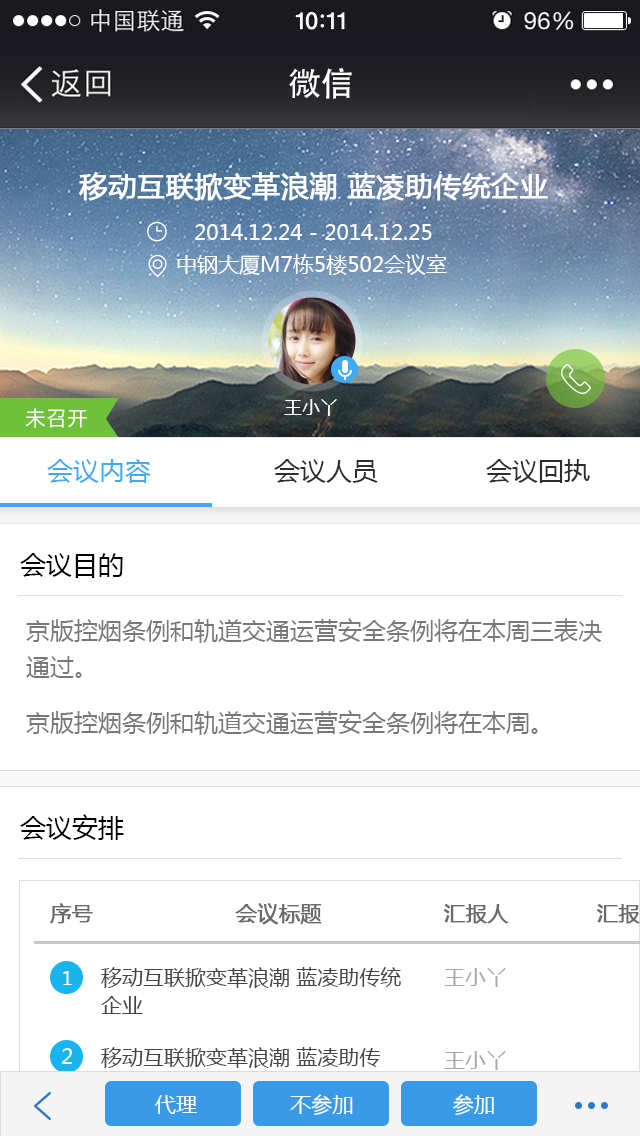 中国联通 10:11 96%
返回 微信
移动互联掀变革浪潮 蓝凌助传统企业
2014.12.24 - 2014.12.25
中钢大厦M7栋5楼502会议室
王小丫
未召开
会议内容 会议人员 会议回执
会议目的
京版控烟条例和轨道交通运营安全条例将在本周三表决
通过。
京版控烟条例和轨道交通运营安全条例将在本周。
会议安排
序号 会议标题 汇报人 汇报
1 移动互联掀变革浪潮 蓝凌助传统 王小丫
企业
2 移动互联掀变革浪潮 蓝凌助传 王小丫
代理 不参加 参加